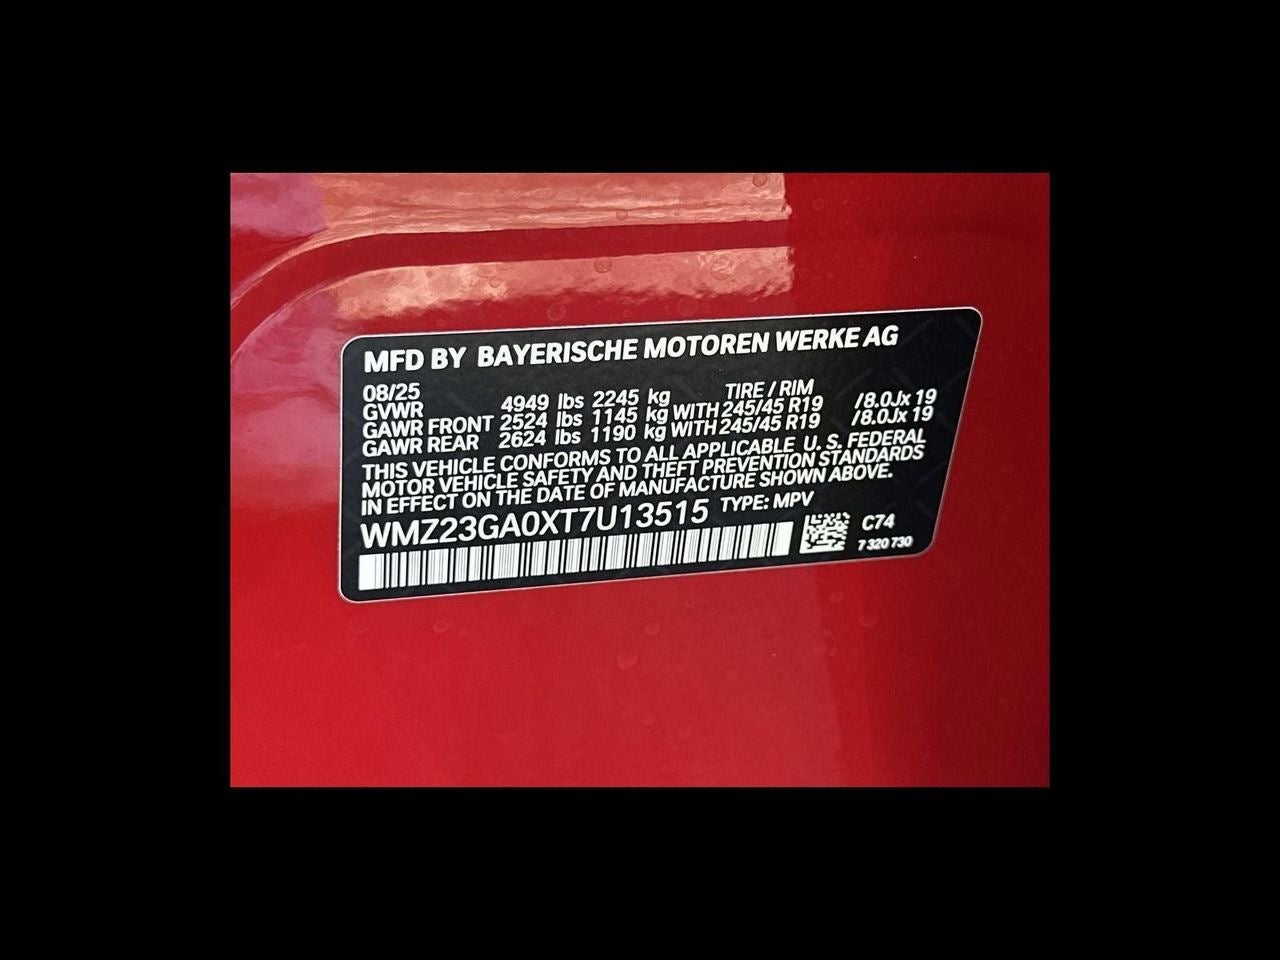 MFD BY BAYERISCHE MOTOREN WERKE AG
08/25 TIRE / RIM
GVWR 4949 lbs 2245 kg
GAWR FRONT 2524 lbs 1145 kg WITH 245/45 R19 /8.0Jx 19
GAWR REAR 2624 lbs 1190 kg WITH 245/45 R19 /8.0Jx 19
THIS VEHICLE CONFORMS TO ALL APPLICABLE U. S. FEDERAL
MOTOR VEHICLE SAFETY AND THEFT PREVENTION STANDARDS
IN EFFECT ON THE DATE OF MANUFACTURE SHOWN ABOVE.
WMZ23GA0XT7U13515 TYPE: MPV
C74
7 320 730